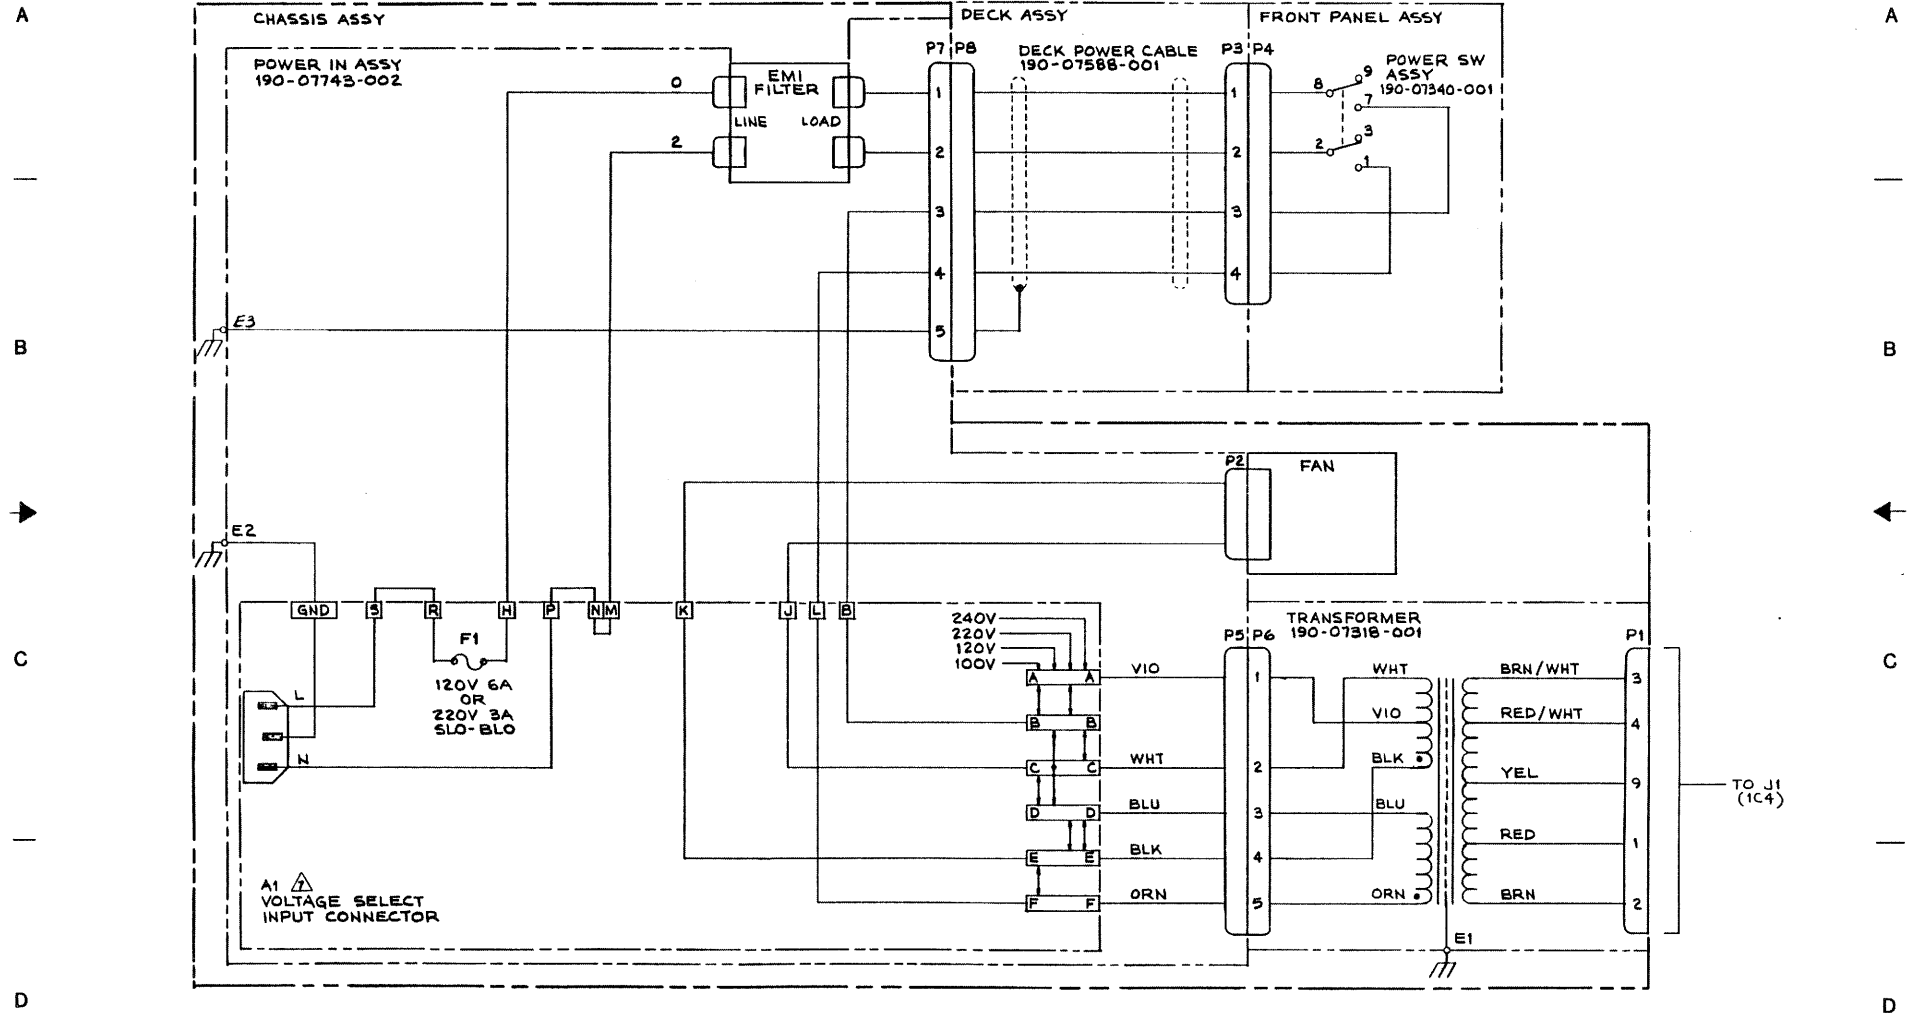 A
CHASSIS ASSY
DECK ASSY
FRONT PANEL ASSY
A
POWER IN ASSY
190-07743-002
EMI
FILTER
LINE
LOAD
0
2
P7
P8
DECK POWER CABLE
190-07588-001
P3
P4
POWER SW
ASSY
190-07340-001
8
9
7
2
3
1
1
2
3
4
5
1
2
3
4
E3
B
B
E2
P2
FAN
GND
S
R
H
P
N
M
K
J
L
B
F1
120V 6A
OR
220V 3A
SLO-BLO
L
N
240V
220V
120V
100V
A
A
B
B
C
C
D
D
E
E
F
F
VIO
WHT
BLU
BLK
ORN
P5
P6
TRANSFORMER
190-07318-001
P1
1
2
3
4
5
WHT
VIO
BLK
BLU
ORN
BRN/WHT
RED/WHT
YEL
RED
BRN
3
4
9
1
2
TO J1
(1C4)
C
C
A1
7
VOLTAGE SELECT
INPUT CONNECTOR
E1
D
D